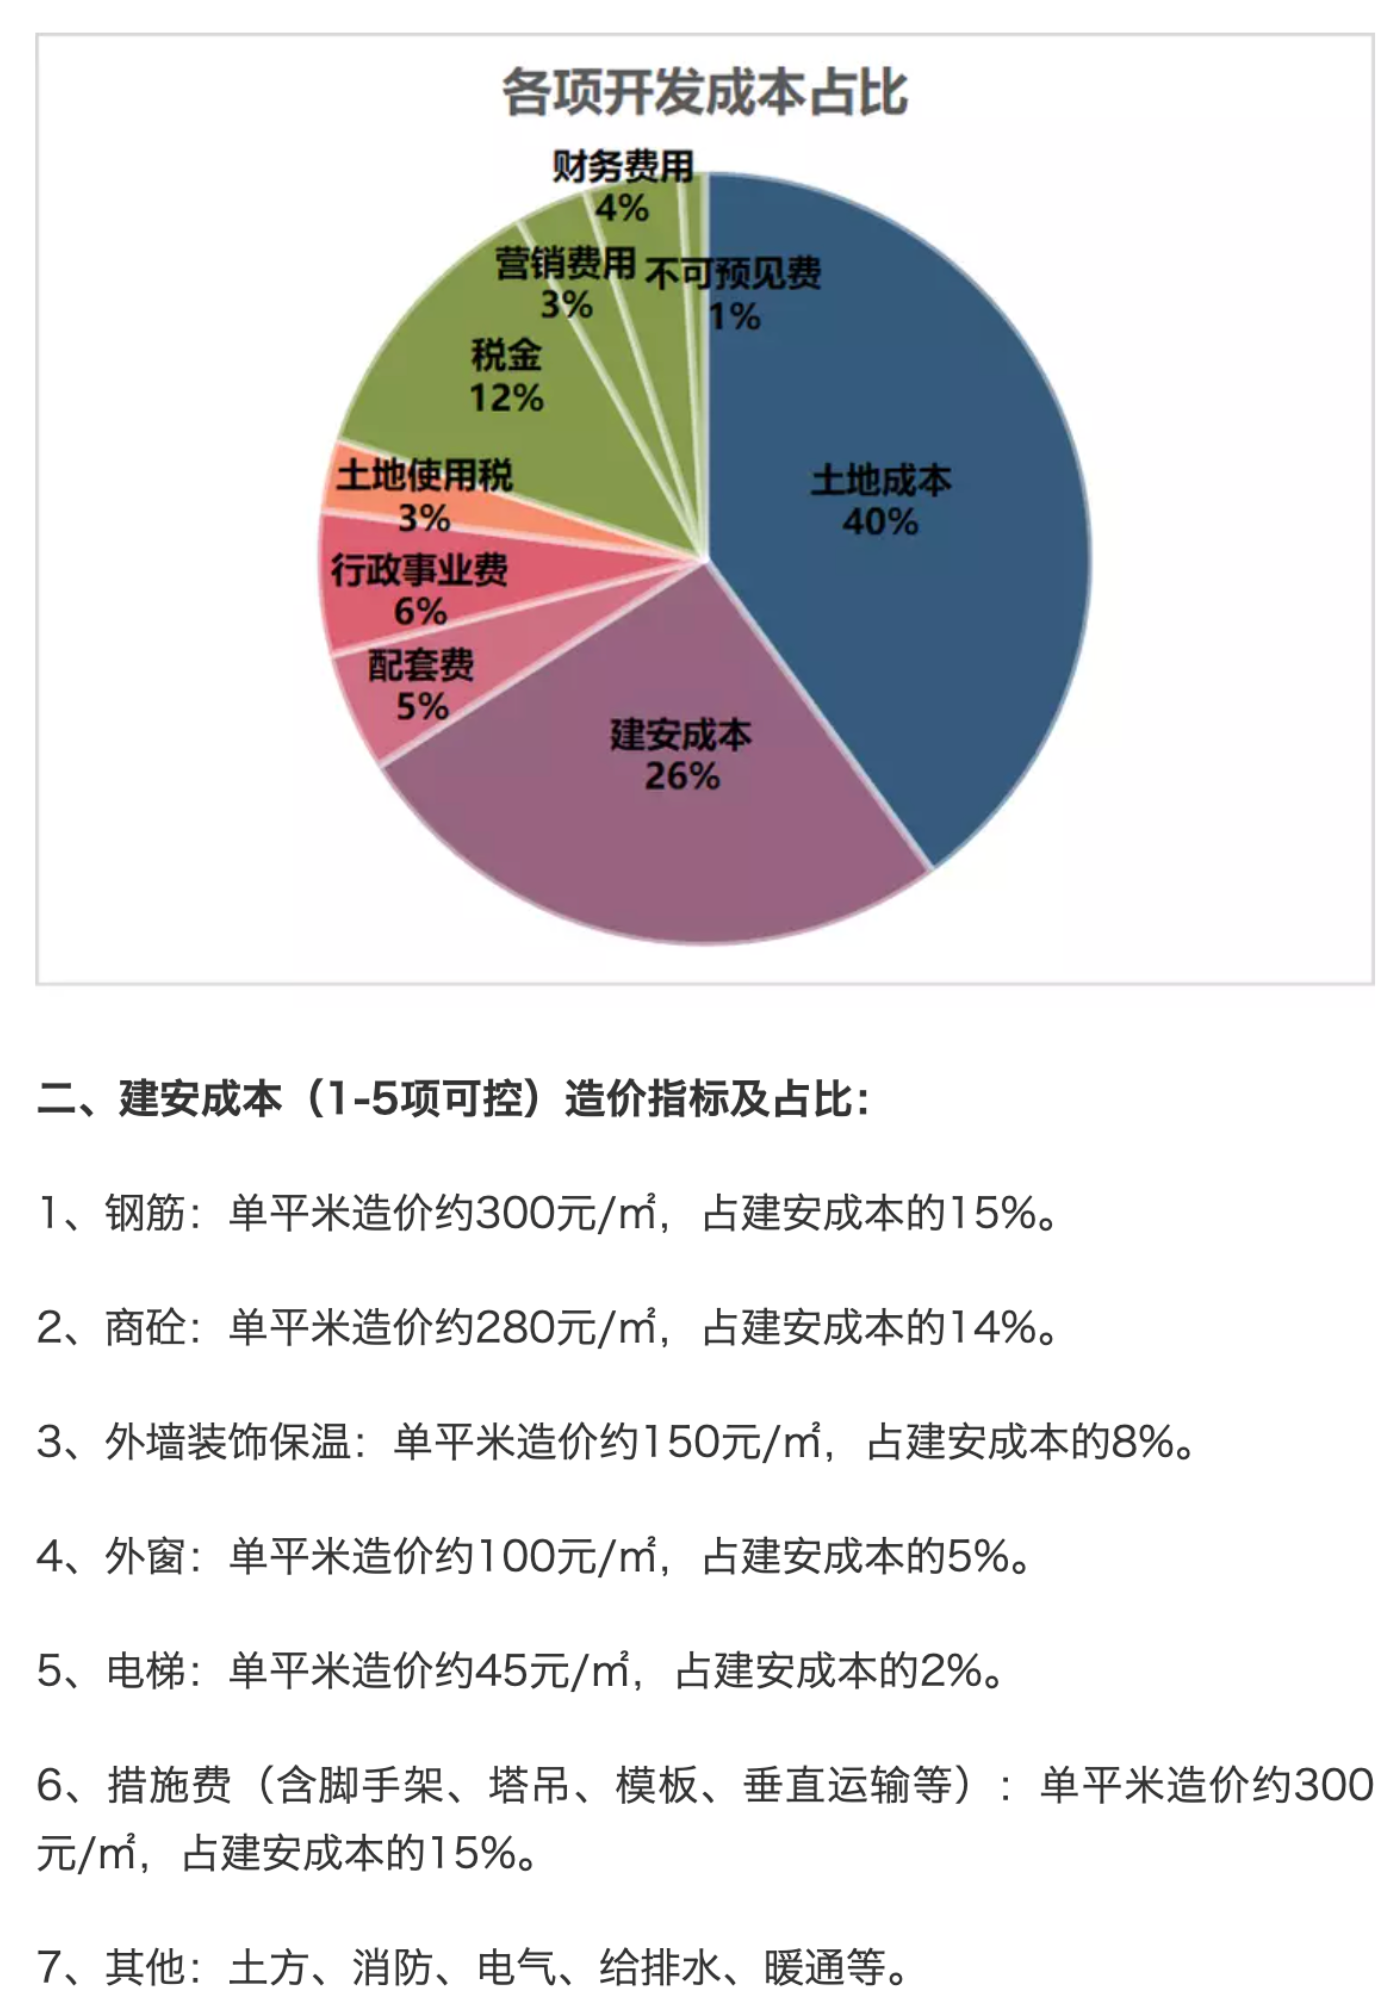 各项开发成本占比
财务费用
4%
营销费用
3%
不可预见费
1%
税金
12%
土地使用税
3%
土地成本
40%
行政事业费
6%
配套费
5%
建安成本
26%
二、建安成本（1-5项可控）造价指标及占比：
1、钢筋：单平米造价约300元/㎡，占建安成本的15%。
2、商砼：单平米造价约280元/㎡，占建安成本的14%。
3、外墙装饰保温：单平米造价约150元/㎡，占建安成本的8%。
4、外窗：单平米造价约100元/㎡，占建安成本的5%。
5、电梯：单平米造价约45元/㎡，占建安成本的2%。
6、措施费（含脚手架、塔吊、模板、垂直运输等）：单平米造价约300
元/㎡，占建安成本的15%。
7、其他：土方、消防、电气、给排水、暖通等。